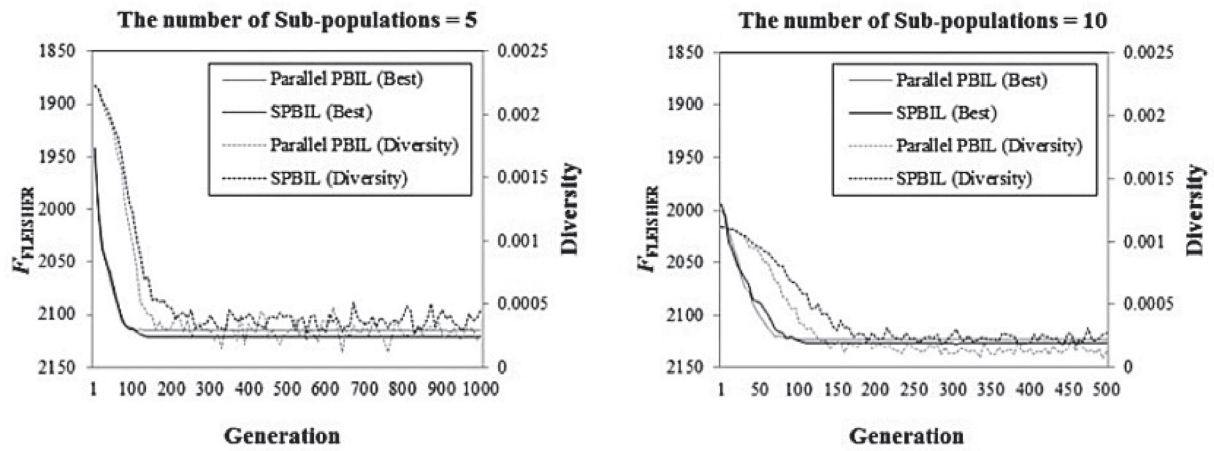 The number of Sub-populations = 5
1850
1900
1950
2000
2050
2100
2150
F_FLEISHER
Parallel PBIL (Best)
SPBIL (Best)
Parallel PBIL (Diversity)
SPBIL (Diversity)
0.0025
0.002
0.0015
0.001
0.0005
0
Diversity
1 100 200 300 400 500 600 700 800 900 1000
Generation
The number of Sub-populations = 10
1850
1900
1950
2000
2050
2100
2150
F_FLEISHER
Parallel PBIL (Best)
SPBIL (Best)
Parallel PBIL (Diversity)
SPBIL (Diversity)
0.0025
0.002
0.0015
0.001
0.0005
0
Diversity
1 50 100 150 200 250 300 350 400 450 500
Generation